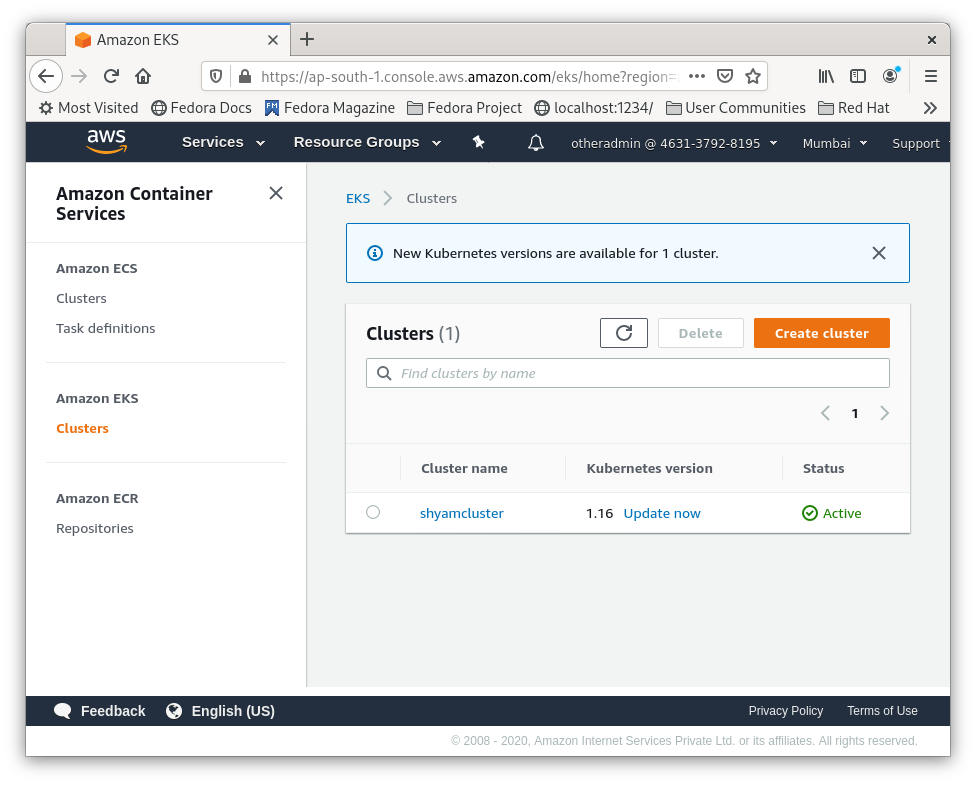 Amazon EKS
https://ap-south-1.console.aws.amazon.com/eks/home?region=
Most Visited Fedora Docs Fedora Magazine Fedora Project localhost:1234/ User Communities Red Hat
aws Services Resource Groups otheradmin @ 4631-3792-8195 Mumbai Support
Amazon Container
Services
Amazon ECS
Clusters
Task definitions
Amazon EKS
Clusters
Amazon ECR
Repositories
EKS Clusters
New Kubernetes versions are available for 1 cluster.
Clusters (1) Delete Create cluster
Find clusters by name
1
Cluster name Kubernetes version Status
shyamcluster 1.16 Update now Active
Feedback English (US) Privacy Policy Terms of Use
© 2008 - 2020, Amazon Internet Services Private Ltd. or its affiliates. All rights reserved.